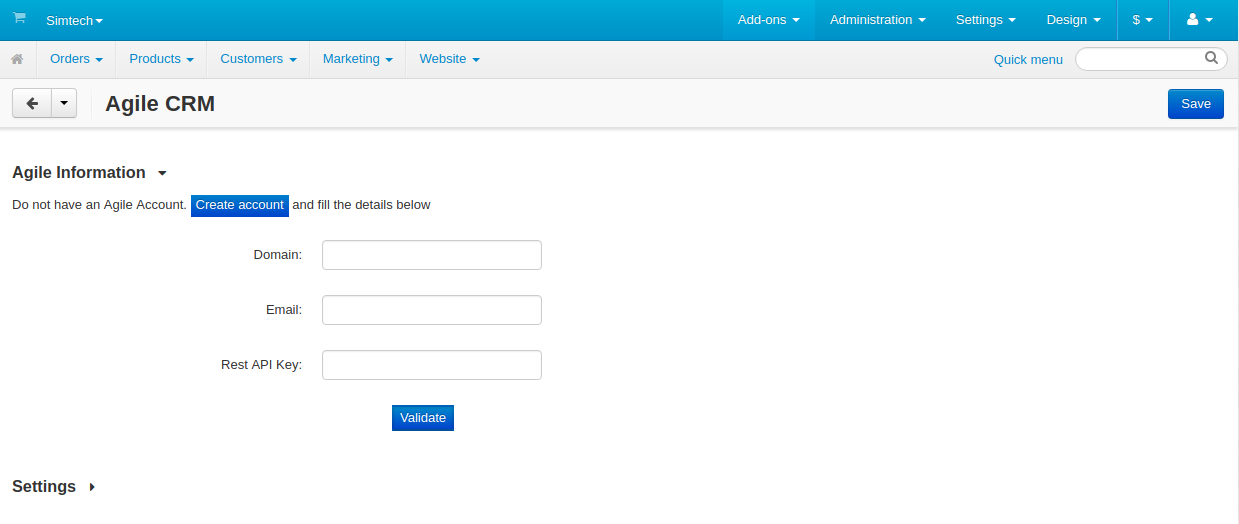 Simtech Add-ons Administration Settings Design $
Orders Products Customers Marketing Website Quick menu
Agile CRM Save
Agile Information
Do not have an Agile Account. Create account and fill the details below
Domain:
Email:
Rest API Key:
Validate
Settings